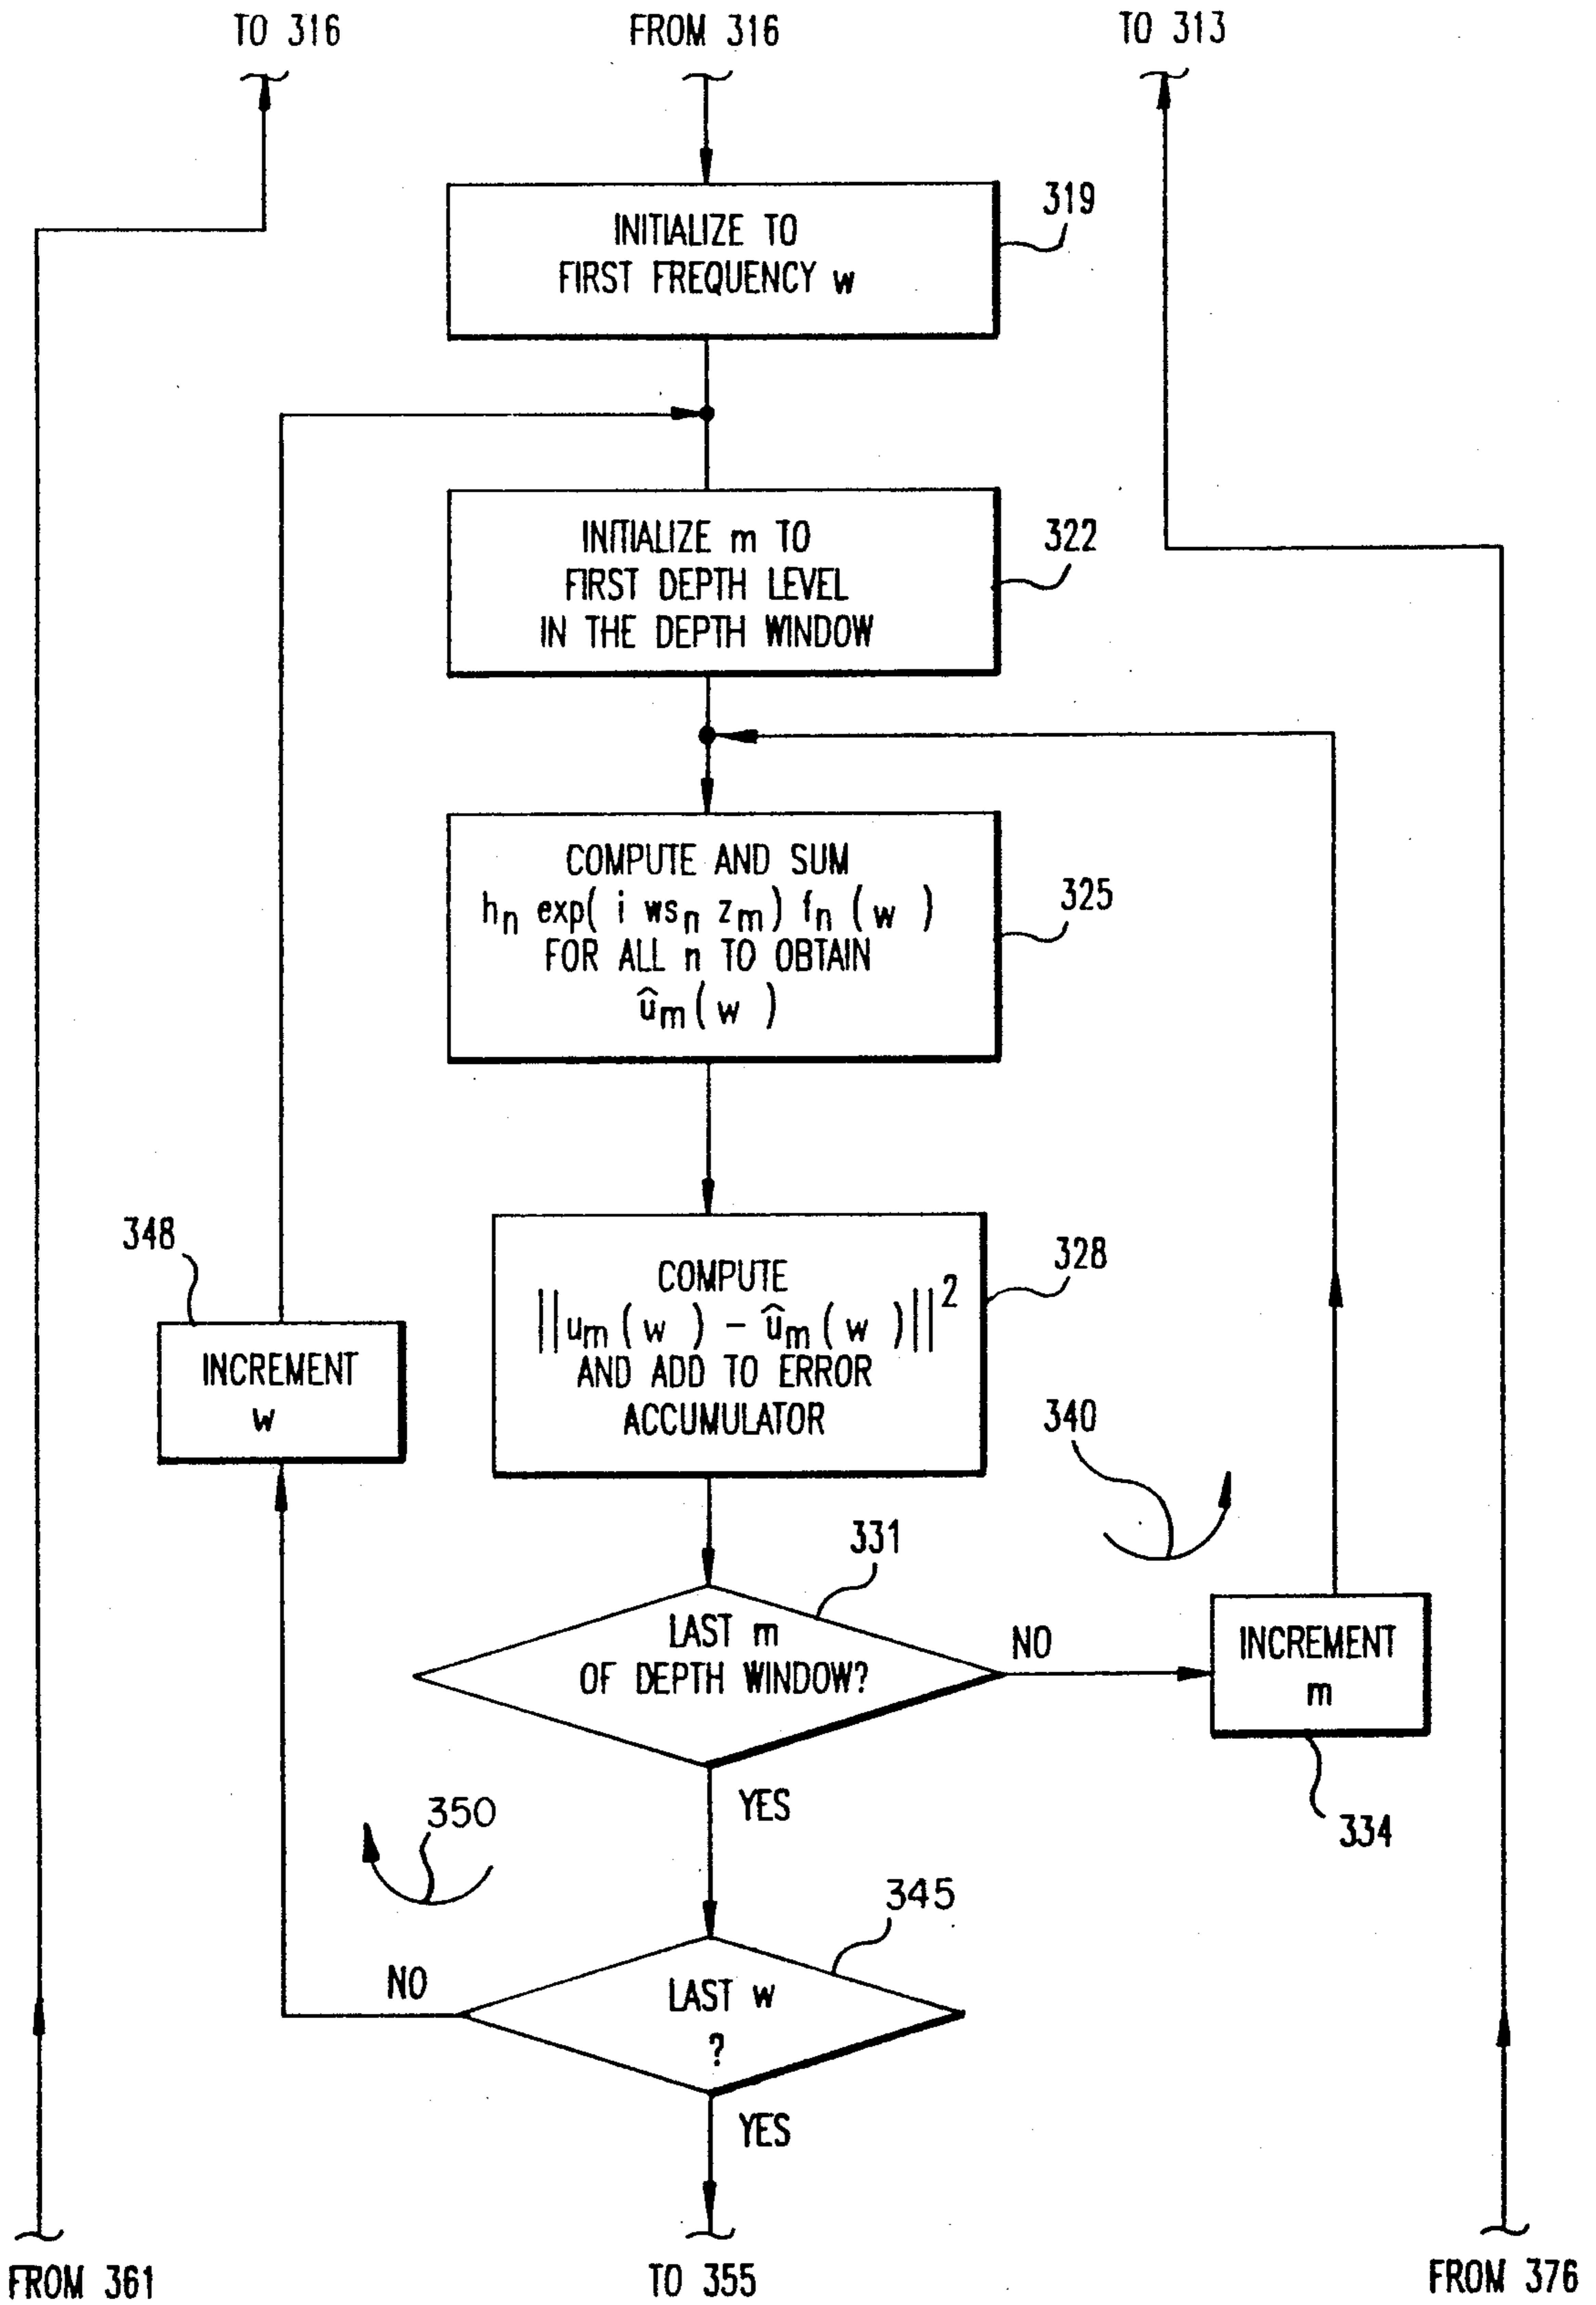 TO 316
FROM 316
TO 313
INITIALIZE TO
FIRST FREQUENCY w
319
INITIALIZE m TO
FIRST DEPTH LEVEL
IN THE DEPTH WINDOW
322
COMPUTE AND SUM
hₙ exp( i wsₙ zₘ) fₙ (w )
FOR ALL n TO OBTAIN
ûₘ(w )
325
348
INCREMENT
w
COMPUTE
||uₘ(w ) - ûₘ(w )||²
AND ADD TO ERROR
ACCUMULATOR
328
340
331
LAST m
OF DEPTH WINDOW?
NO
INCREMENT
m
334
YES
350
345
NO
LAST w
?
YES
FROM 361
TO 355
FROM 376